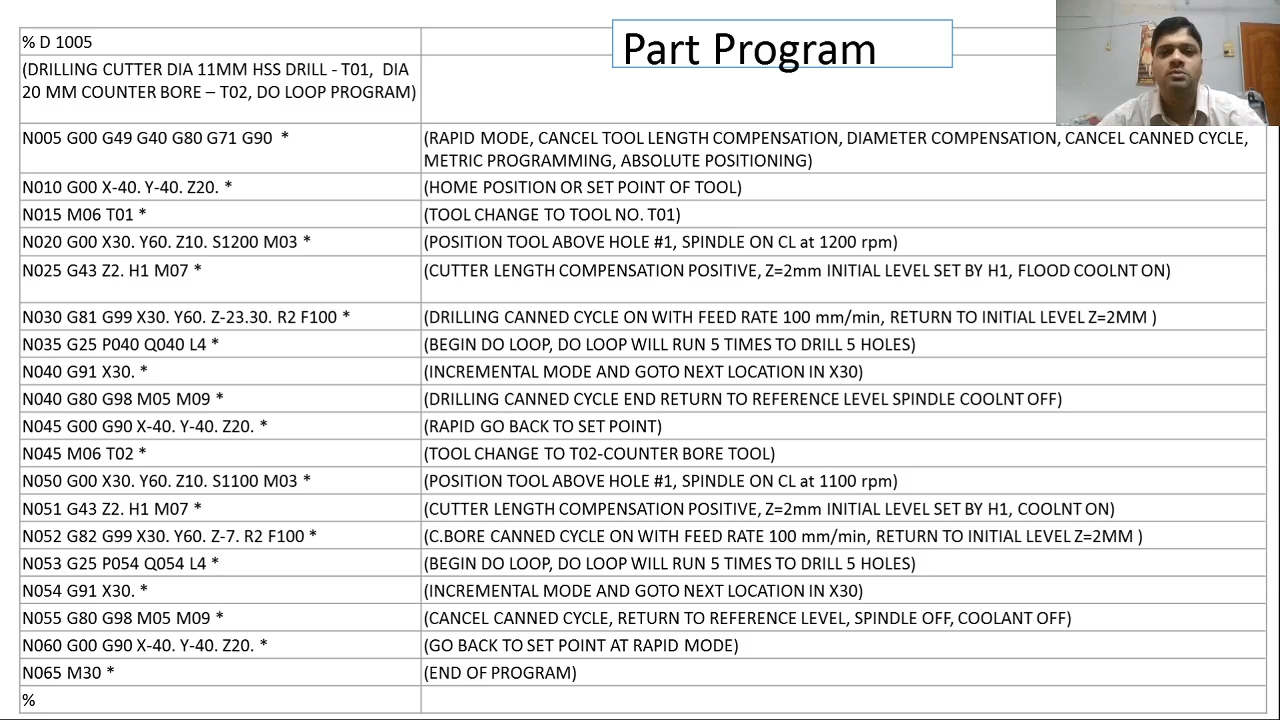 Part Program
% D 1005
(DRILLING CUTTER DIA 11MM HSS DRILL - T01, DIA
20 MM COUNTER BORE – T02, DO LOOP PROGRAM)
N005 G00 G49 G40 G80 G71 G90 *
(RAPID MODE, CANCEL TOOL LENGTH COMPENSATION, DIAMETER COMPENSATION, CANCEL CANNED CYCLE,
METRIC PROGRAMMING, ABSOLUTE POSITIONING)
N010 G00 X-40. Y-40. Z20. *
(HOME POSITION OR SET POINT OF TOOL)
N015 M06 T01 *
(TOOL CHANGE TO TOOL NO. T01)
N020 G00 X30. Y60. Z10. S1200 M03 *
(POSITION TOOL ABOVE HOLE #1, SPINDLE ON CL at 1200 rpm)
N025 G43 Z2. H1 M07 *
(CUTTER LENGTH COMPENSATION POSITIVE, Z=2mm INITIAL LEVEL SET BY H1, FLOOD COOLNT ON)
N030 G81 G99 X30. Y60. Z-23.30. R2 F100 *
(DRILLING CANNED CYCLE ON WITH FEED RATE 100 mm/min, RETURN TO INITIAL LEVEL Z=2MM )
N035 G25 P040 Q040 L4 *
(BEGIN DO LOOP, DO LOOP WILL RUN 5 TIMES TO DRILL 5 HOLES)
N040 G91 X30. *
(INCREMENTAL MODE AND GOTO NEXT LOCATION IN X30)
N040 G80 G98 M05 M09 *
(DRILLING CANNED CYCLE END RETURN TO REFERENCE LEVEL SPINDLE COOLNT OFF)
N045 G00 G90 X-40. Y-40. Z20. *
(RAPID GO BACK TO SET POINT)
N045 M06 T02 *
(TOOL CHANGE TO T02-COUNTER BORE TOOL)
N050 G00 X30. Y60. Z10. S1100 M03 *
(POSITION TOOL ABOVE HOLE #1, SPINDLE ON CL at 1100 rpm)
N051 G43 Z2. H1 M07 *
(CUTTER LENGTH COMPENSATION POSITIVE, Z=2mm INITIAL LEVEL SET BY H1, COOLNT ON)
N052 G82 G99 X30. Y60. Z-7. R2 F100 *
(C.BORE CANNED CYCLE ON WITH FEED RATE 100 mm/min, RETURN TO INITIAL LEVEL Z=2MM )
N053 G25 P054 Q054 L4 *
(BEGIN DO LOOP, DO LOOP WILL RUN 5 TIMES TO DRILL 5 HOLES)
N054 G91 X30. *
(INCREMENTAL MODE AND GOTO NEXT LOCATION IN X30)
N055 G80 G98 M05 M09 *
(CANCEL CANNED CYCLE, RETURN TO REFERENCE LEVEL, SPINDLE OFF, COOLANT OFF)
N060 G00 G90 X-40. Y-40. Z20. *
(GO BACK TO SET POINT AT RAPID MODE)
N065 M30 *
(END OF PROGRAM)
%